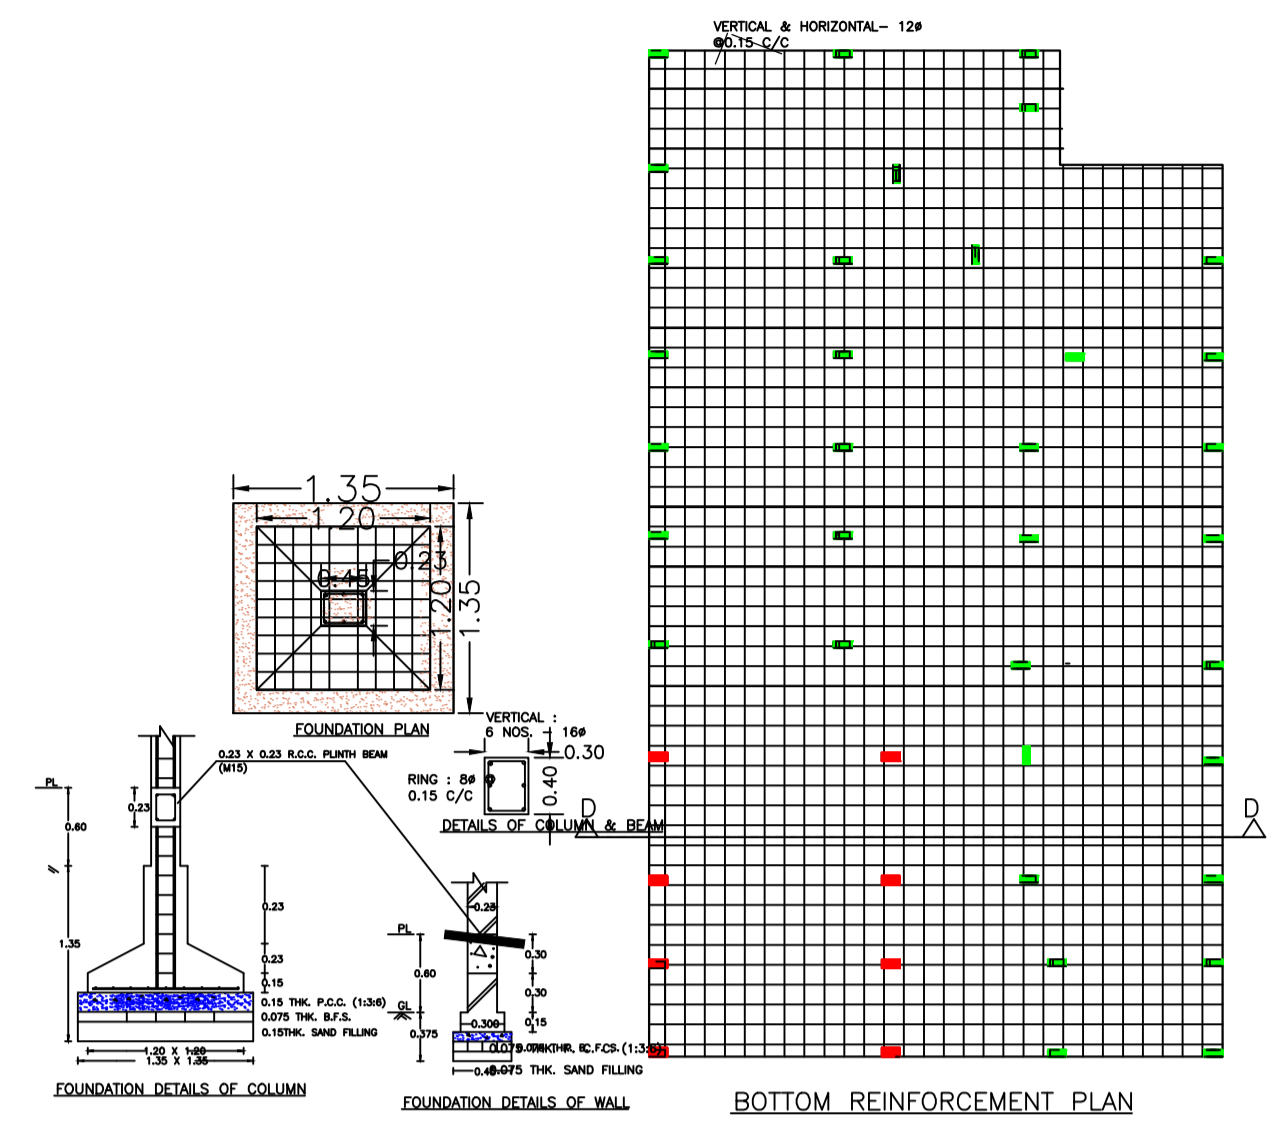 VERTICAL & HORIZONTAL- 12ø
@0.15 C/C
1.35
1.20
0.23
0.45
1.20
1.35
FOUNDATION PLAN
VERTICAL :
6 NOS. - 16ø
0.30
RING : 8ø @
0.15 C/C
0.40
DETAILS OF COLUMN & BEAM
D
D
0.23 X 0.23 R.C.C. PLINTH BEAM
(M15)
PL
0.23
0.60
1.35
0.23
0.23
0.15
0.15 THK. P.C.C. (1:3:6)
0.075 THK. B.F.S.
0.15THK. SAND FILLING
1.20 X 1.20
1.35 X 1.35
FOUNDATION DETAILS OF COLUMN
0.23
PL
0.60
0.30
0.30
GL
0.300
0.15
0.375
0.075 THK. SAND FILLING
FOUNDATION DETAILS OF WALL
BOTTOM REINFORCEMENT PLAN